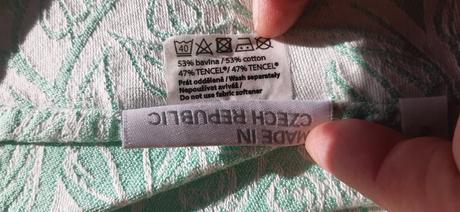 40
53% bavlna / 53% cotton
47% TENCEL®/ 47% TENCEL®
Prát odděleně / Wash separately
Nepoužívat aviváž /
Do not use fabric softener
MADE IN
CZECH REPUBLIC